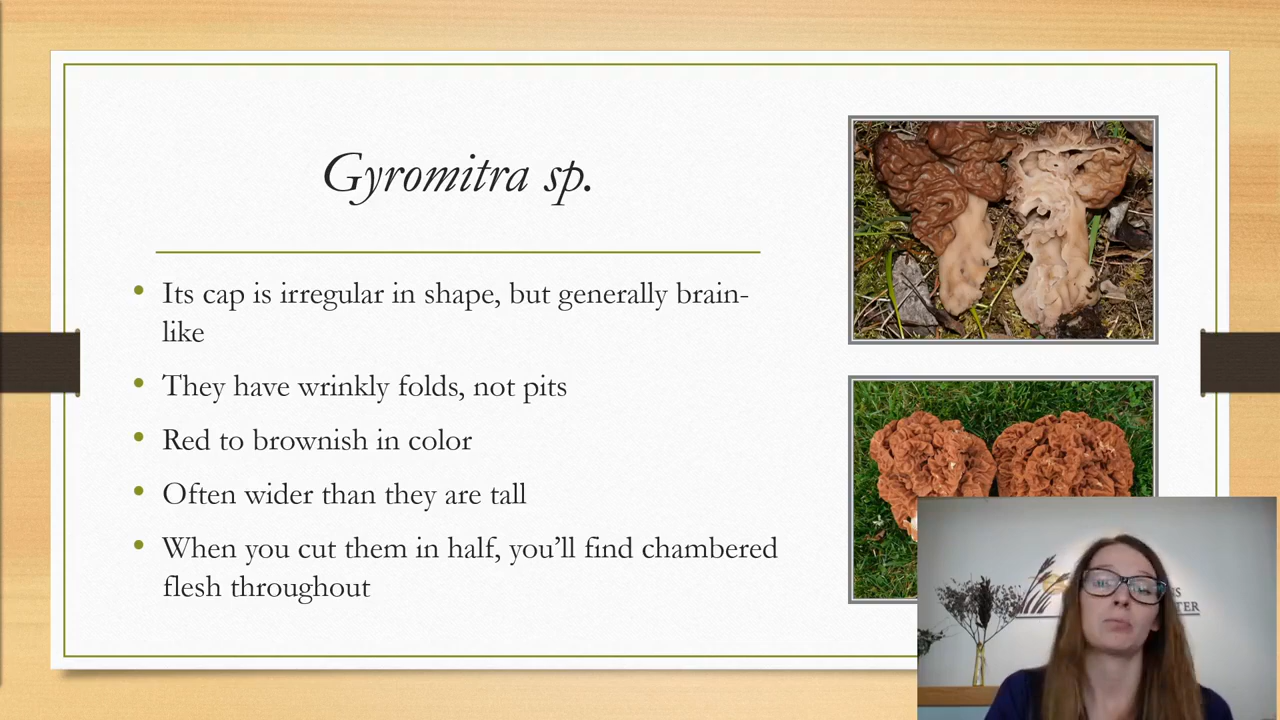 Gyromitra sp.
• Its cap is irregular in shape, but generally brain-
like
• They have wrinkly folds, not pits
• Red to brownish in color
• Often wider than they are tall
• When you cut them in half, you’ll find chambered
flesh throughout